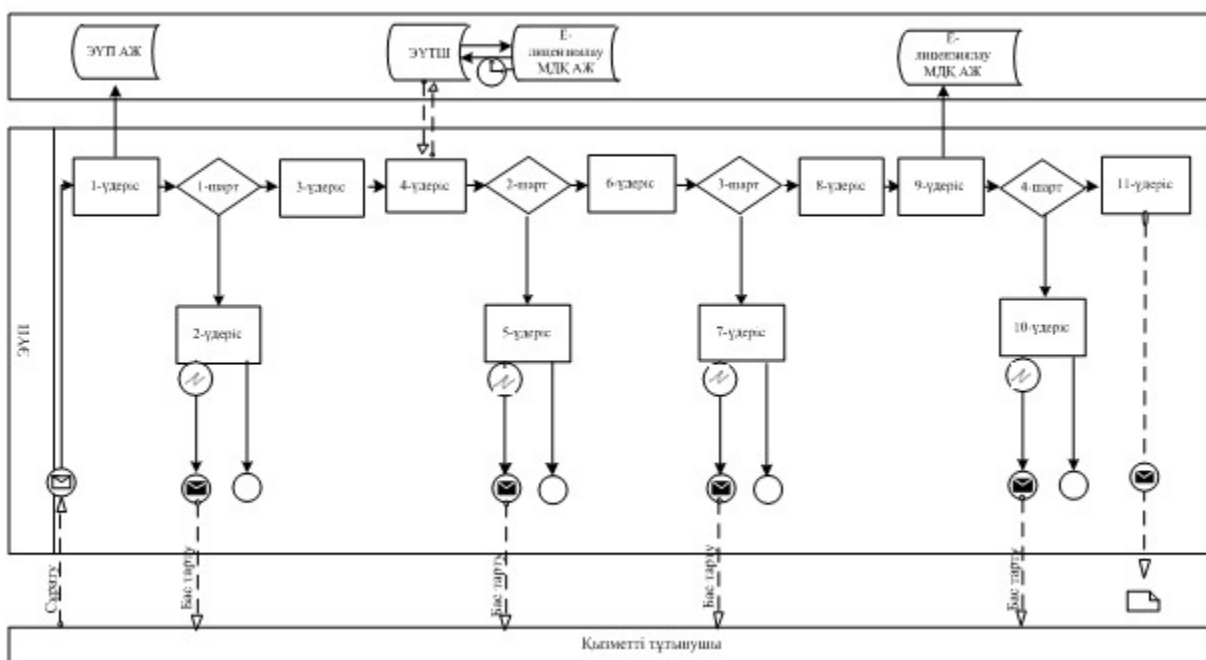 ЭҮП АЖ
ЭҮТШ
Е-
лицензиялау
МДҚ АЖ
Е-
лицензиялау
МДҚ АЖ
1-үдеріс
1-шарт
3-үдеріс
4-үдеріс
2-шарт
6-үдеріс
3-шарт
8-үдеріс
9-үдеріс
4-шарт
11-үдеріс
2-үдеріс
5-үдеріс
7-үдеріс
10-үдеріс
ЭҮП
Сұрату
Бас тарту
Бас тарту
Бас тарту
Бас тарту
Қызметті тұтынушы